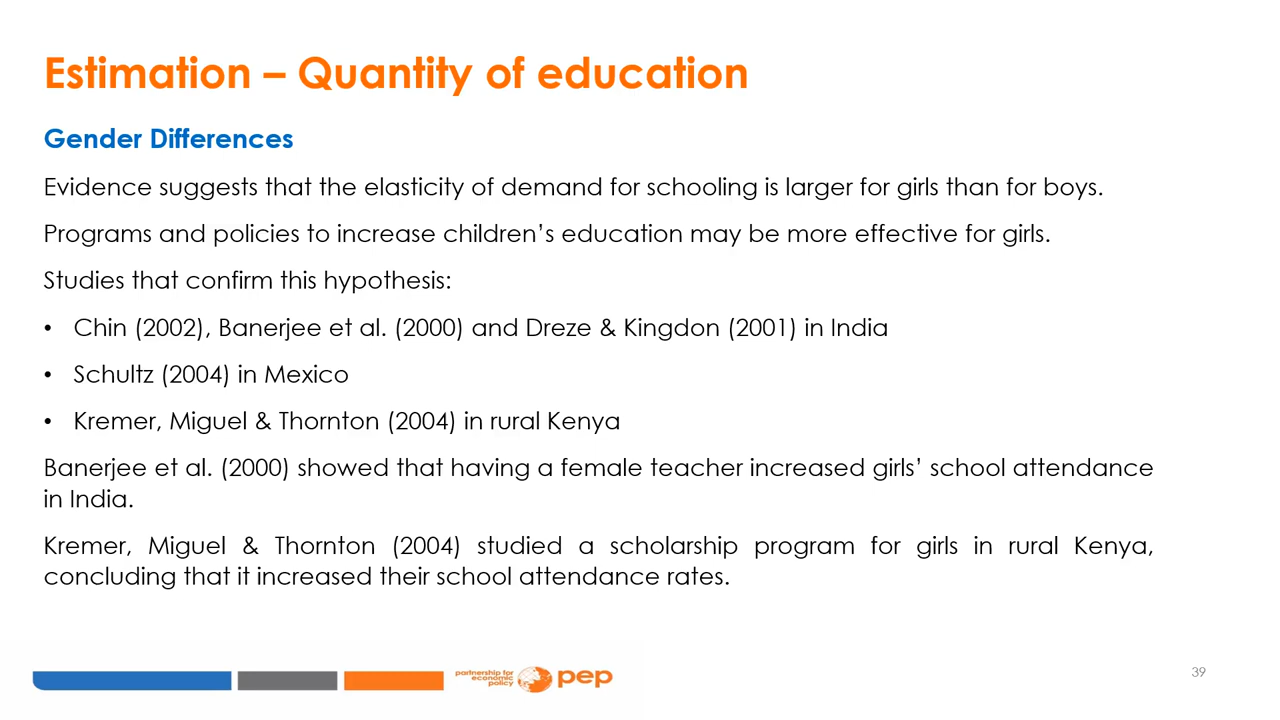 Estimation – Quantity of education
Gender Differences
Evidence suggests that the elasticity of demand for schooling is larger for girls than for boys.
Programs and policies to increase children’s education may be more effective for girls.
Studies that confirm this hypothesis:
• Chin (2002), Banerjee et al. (2000) and Dreze & Kingdon (2001) in India
• Schultz (2004) in Mexico
• Kremer, Miguel & Thornton (2004) in rural Kenya
Banerjee et al. (2000) showed that having a female teacher increased girls’ school attendance
in India.
Kremer, Miguel & Thornton (2004) studied a scholarship program for girls in rural Kenya,
concluding that it increased their school attendance rates.
partnership for
economic
policy
pep
39